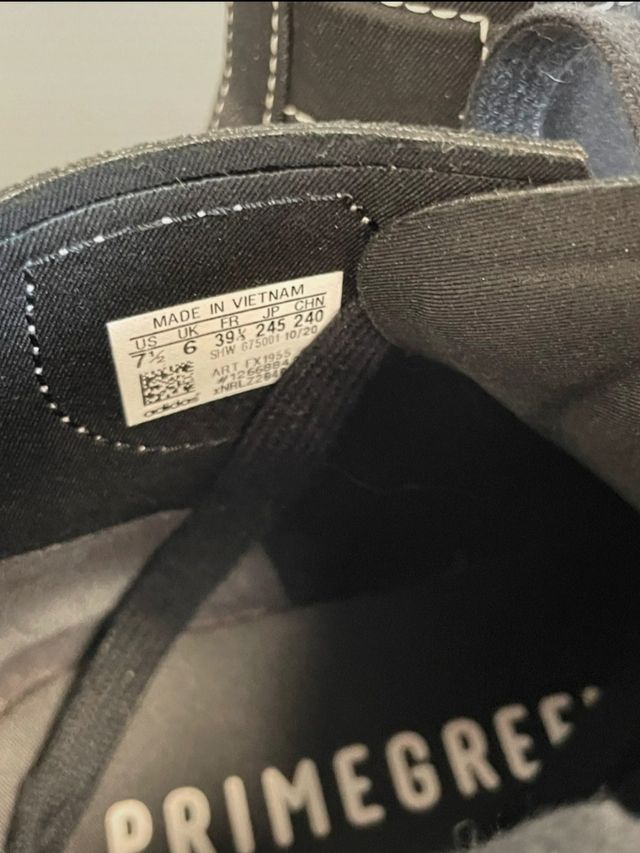 MADE IN VIETNAM
US UK FR JP CHN
7½ 6 39⅓ 245 240
SHW 675001 10/20
ART FX1955
adidas
PRIMEGREE